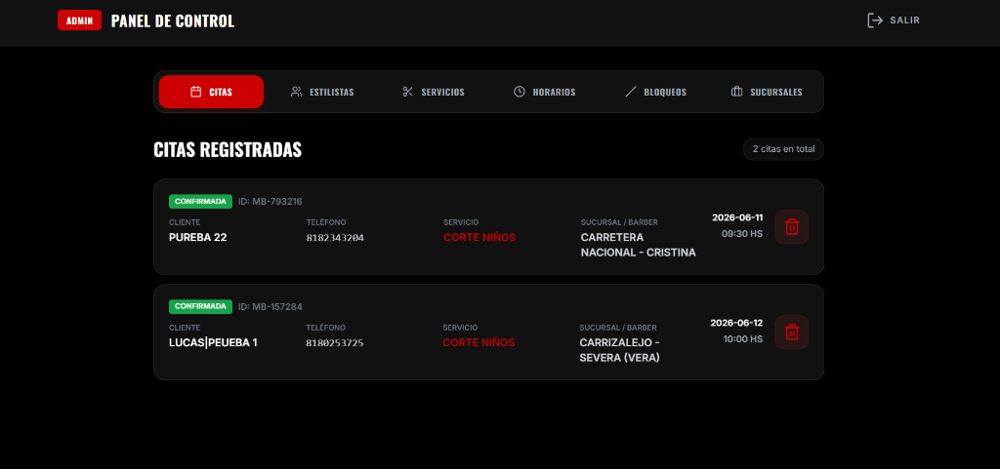 ADMIN PANEL DE CONTROL SALIR
CITAS ESTILISTAS SERVICIOS HORARIOS BLOQUEOS SUCURSALES
CITAS REGISTRADAS 2 citas en total
CONFIRMADA ID: MB-793216
CLIENTE TELÉFONO SERVICIO SUCURSAL / BARBER
PUREBA 22 8182343204 CORTE NIÑOS CARRETERA
NACIONAL - CRISTINA
2026-06-11
09:30 HS
CONFIRMADA ID: MB-157284
CLIENTE TELÉFONO SERVICIO SUCURSAL / BARBER
LUCAS|PEUEBA 1 8180253725 CORTE NIÑOS CARRIZALEJO -
SEVERA (VERA)
2026-06-12
10:00 HS